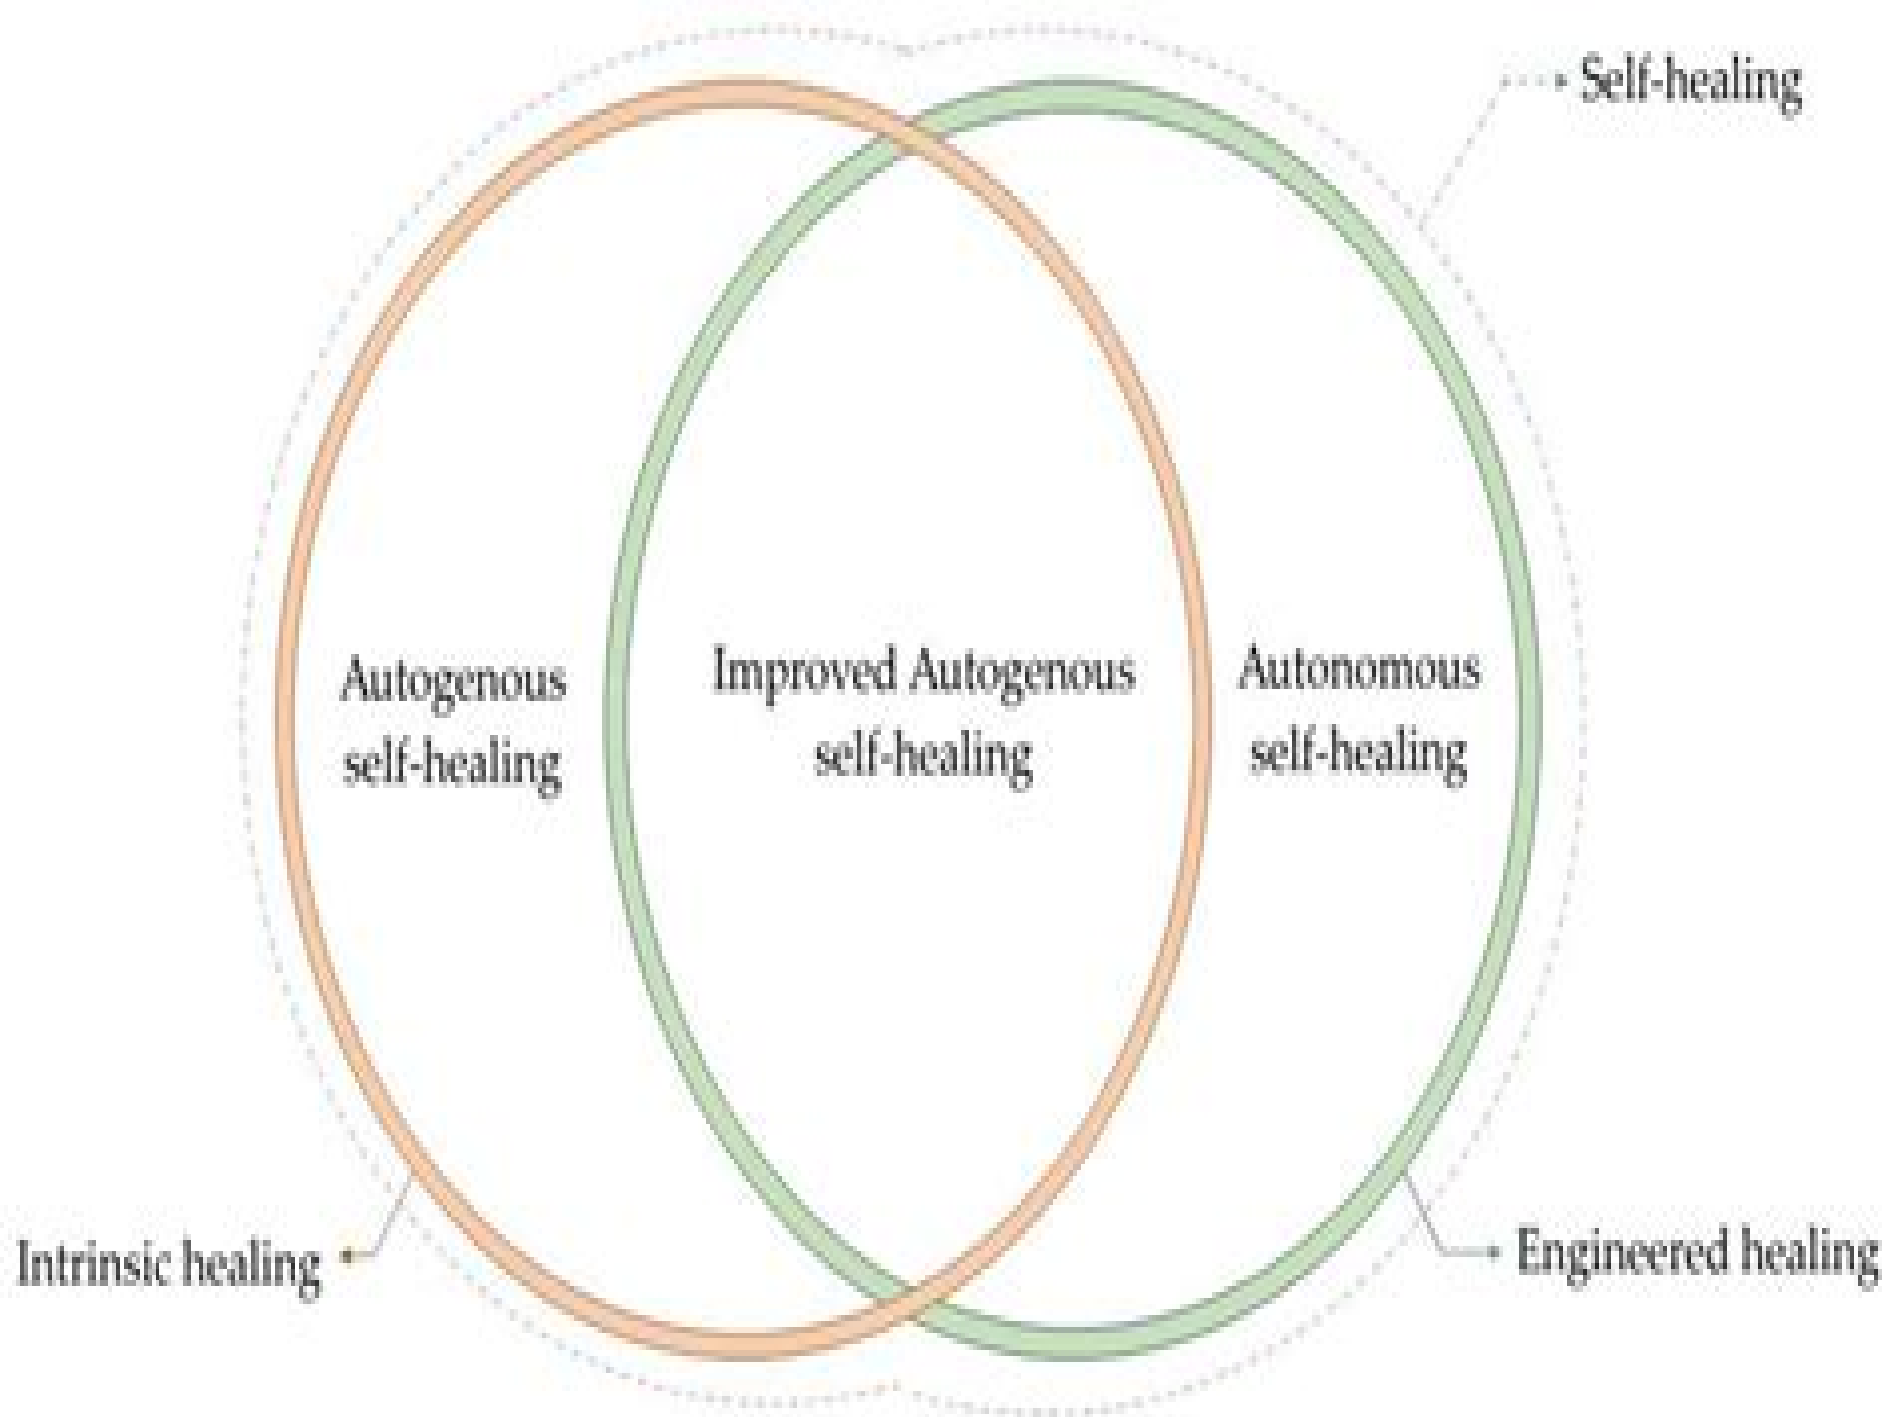 Self-healing
Autogenous
self-healing
Improved Autogenous
self-healing
Autonomous
self-healing
Intrinsic healing
Engineered healing